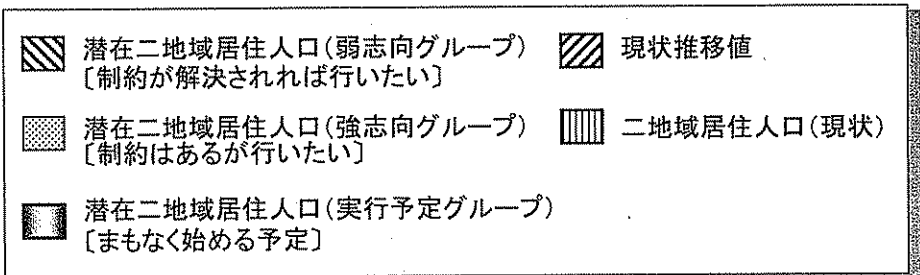 潜在二地域居住人口(弱志向グループ)
〔制約が解決されれば行いたい〕
潜在二地域居住人口(強志向グループ)
〔制約はあるが行いたい〕
潜在二地域居住人口(実行予定グループ)
〔まもなく始める予定〕
現状推移値
二地域居住人口(現状)